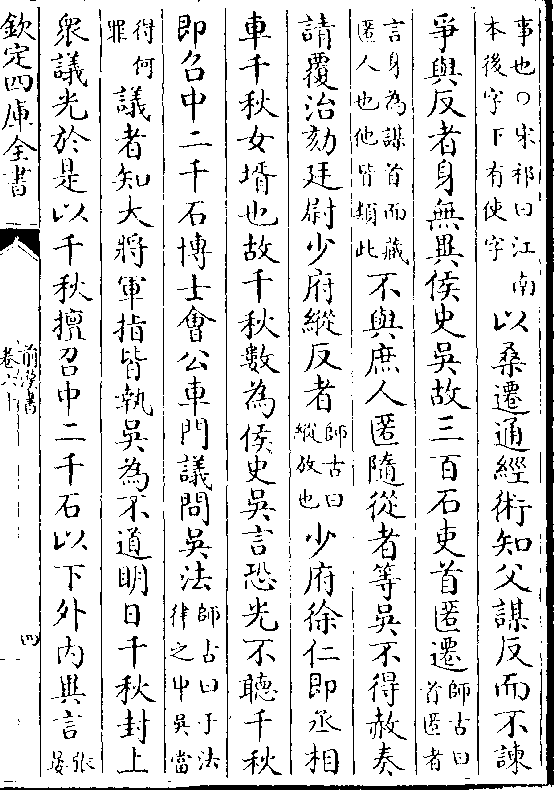 事也〇宋祁曰江南
本後字下有使字
以桑遷通經術知父謀反而不諫
爭與反者身無異侯史吳故三百石吏首匿遷
師古曰
首匿者
言身為謀首而藏
匿人也他皆類此
不與庶人匿隨從者等吳不得赦奏
請覆治劾廷尉少府縱反者
師古曰
縱放也
少府徐仁即丞相
車千秋女壻也故千秋數為侯史吳言恐光不聽千秋
即召中二千石博士會公車門議問吳法
師古曰于法
律之中吳當
得何
罪
議者知大將軍指皆執吳為不道明日千秋封上
衆議光於是以千秋擅召中二千石以下外内異言
張
晏
欽定四庫全書
前漢書
卷六十
四